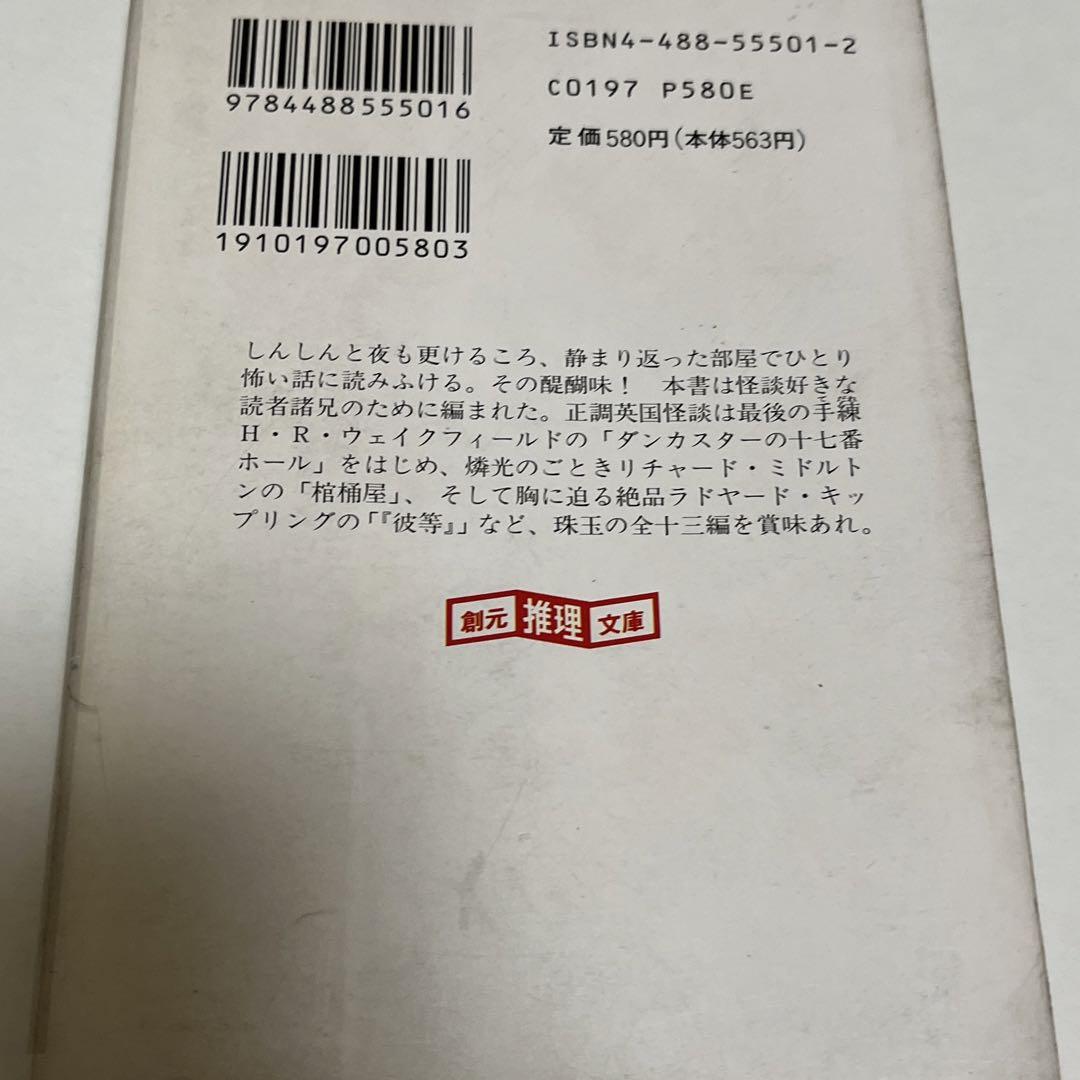 ISBN4-488-55501-2
9784488555016
C0197 P580E
定価580円(本体563円)
1910197005803
しんしんと夜も更けるころ、静まり返った部屋でひとり
怖い話に読みふける。その醍醐味！　本書は怪談好きな
読者諸兄のために編まれた。正調英国怪談は最後の手練
H・R・ウェイクフィールドの「ダンカスターの十七番
ホール」をはじめ、燐光のごときリチャード・ミドルト
ンの「棺桶屋」、そして胸に迫る絶品ラドヤード・キッ
プリングの「『彼等』」など、珠玉の全十三編を賞味あれ。
創元推理文庫